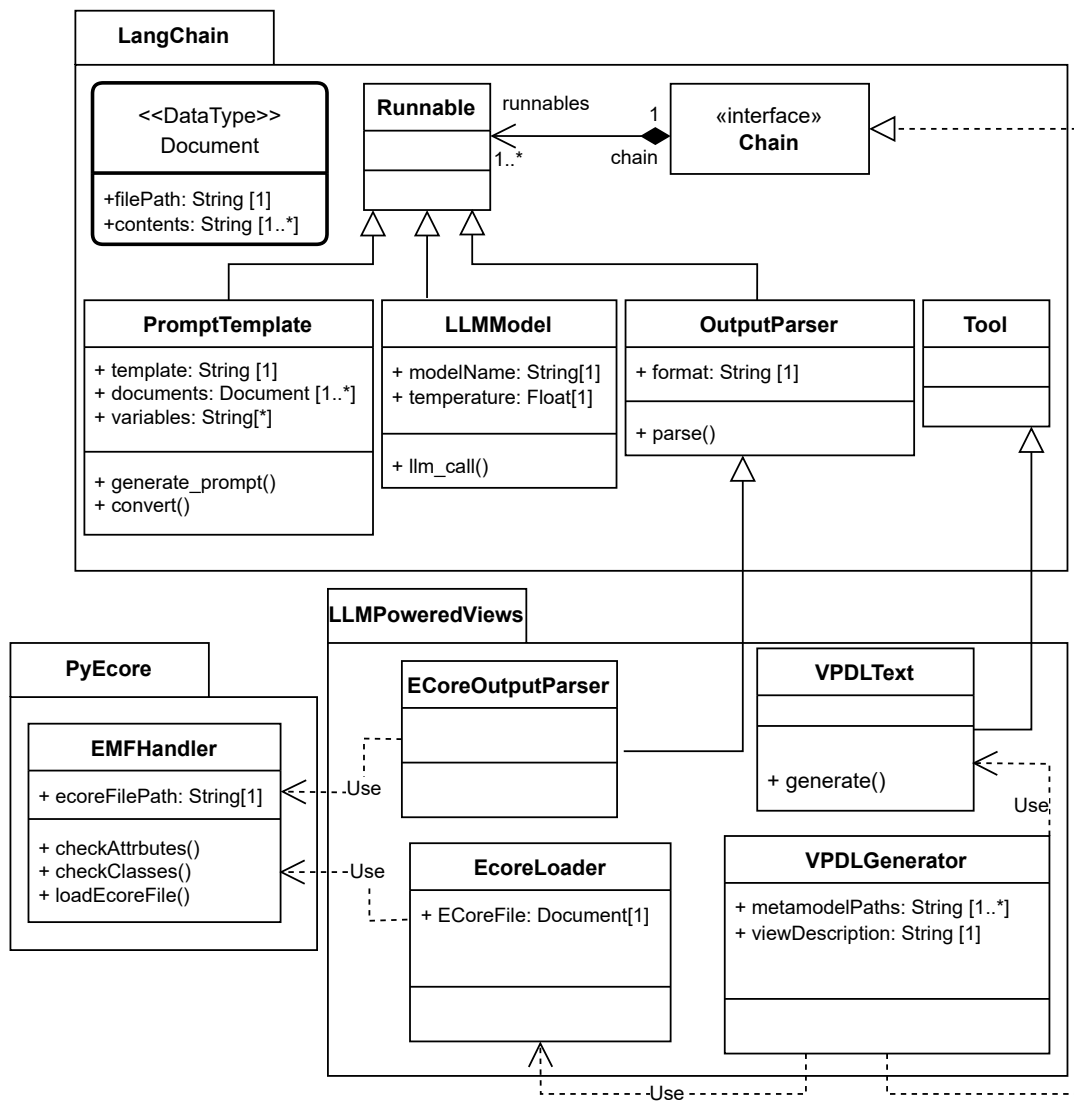 LangChain
<<DataType>>
Document
+filePath: String [1]
+contents: String [1..*]
Runnable
runnables
1..*
1
chain
«interface»
Chain
PromptTemplate
+ template: String [1]
+ documents: Document [1..*]
+ variables: String[*]
+ generate_prompt()
+ convert()
LLMModel
+ modelName: String[1]
+ temperature: Float[1]
+ llm_call()
OutputParser
+ format: String [1]
+ parse()
Tool
LLMPoweredViews
PyEcore
EMFHandler
+ ecoreFilePath: String[1]
+ checkAttrbutes()
+ checkClasses()
+ loadEcoreFile()
Use
Use
ECoreOutputParser
VPDLText
+ generate()
Use
EcoreLoader
+ ECoreFile: Document[1]
VPDLGenerator
+ metamodelPaths: String [1..*]
+ viewDescription: String [1]
Use